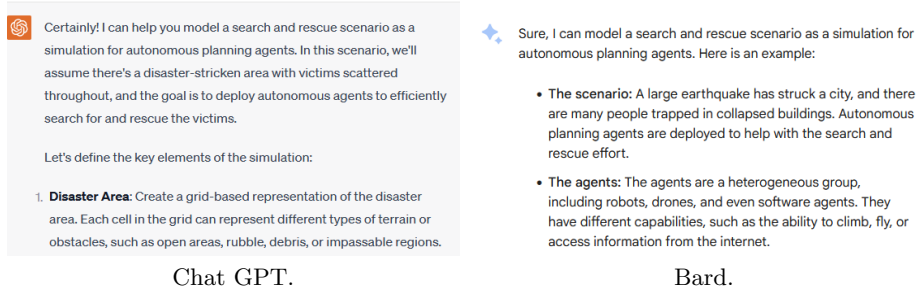 Certainly! I can help you model a search and rescue scenario as a
simulation for autonomous planning agents. In this scenario, we'll
assume there's a disaster-stricken area with victims scattered
throughout, and the goal is to deploy autonomous agents to efficiently
search for and rescue the victims.
Let's define the key elements of the simulation:
1. Disaster Area: Create a grid-based representation of the disaster
area. Each cell in the grid can represent different types of terrain or
obstacles, such as open areas, rubble, debris, or impassable regions.
Chat GPT.
Sure, I can model a search and rescue scenario as a simulation for
autonomous planning agents. Here is an example:
• The scenario: A large earthquake has struck a city, and there
are many people trapped in collapsed buildings. Autonomous
planning agents are deployed to help with the search and
rescue effort.
• The agents: The agents are a heterogeneous group,
including robots, drones, and even software agents. They
have different capabilities, such as the ability to climb, fly, or
access information from the internet.
Bard.